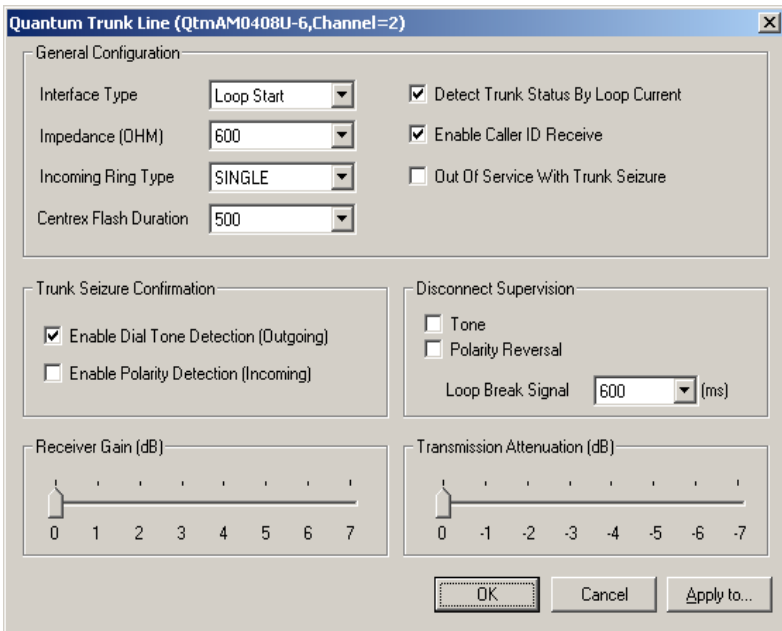 Quantum Trunk Line (QtmAM0408U-6,Channel=2)
General Configuration
Interface Type
Loop Start
Impedance (OHM)
600
Incoming Ring Type
SINGLE
Centrex Flash Duration
500
Detect Trunk Status By Loop Current
Enable Caller ID Receive
Out Of Service With Trunk Seizure
Trunk Seizure Confirmation
Enable Dial Tone Detection (Outgoing)
Enable Polarity Detection (Incoming)
Disconnect Supervision
Tone
Polarity Reversal
Loop Break Signal 600 (ms)
Receiver Gain (dB)
0 1 2 3 4 5 6 7
Transmission Attenuation (dB)
0 -1 -2 -3 -4 -5 -6 -7
OK
Cancel
Apply to...